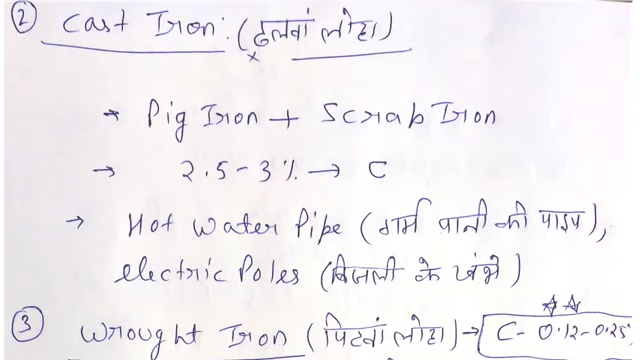 ② Cast Iron: (ढलवां लोहा)
→ Pig Iron + Scrab Iron
→ 2.5-3% → C
→ Hot Water Pipe (गर्म पानी की पाइप),
electric Poles (बिजली के खंभे)
③ Wrought Iron (पिटवां लोहा) → C- 0.12-0.25